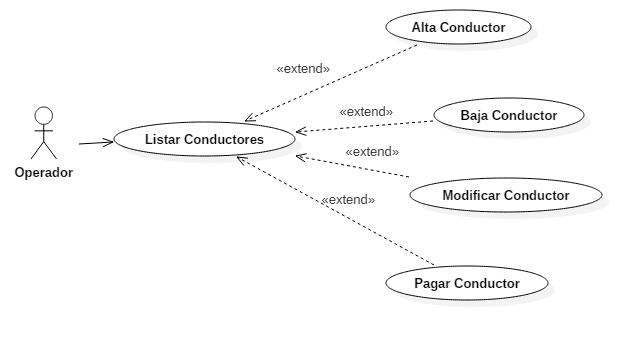 Alta Conductor
«extend»
Baja Conductor
«extend»
Listar Conductores
«extend»
Operador
Modificar Conductor
«extend»
Pagar Conductor